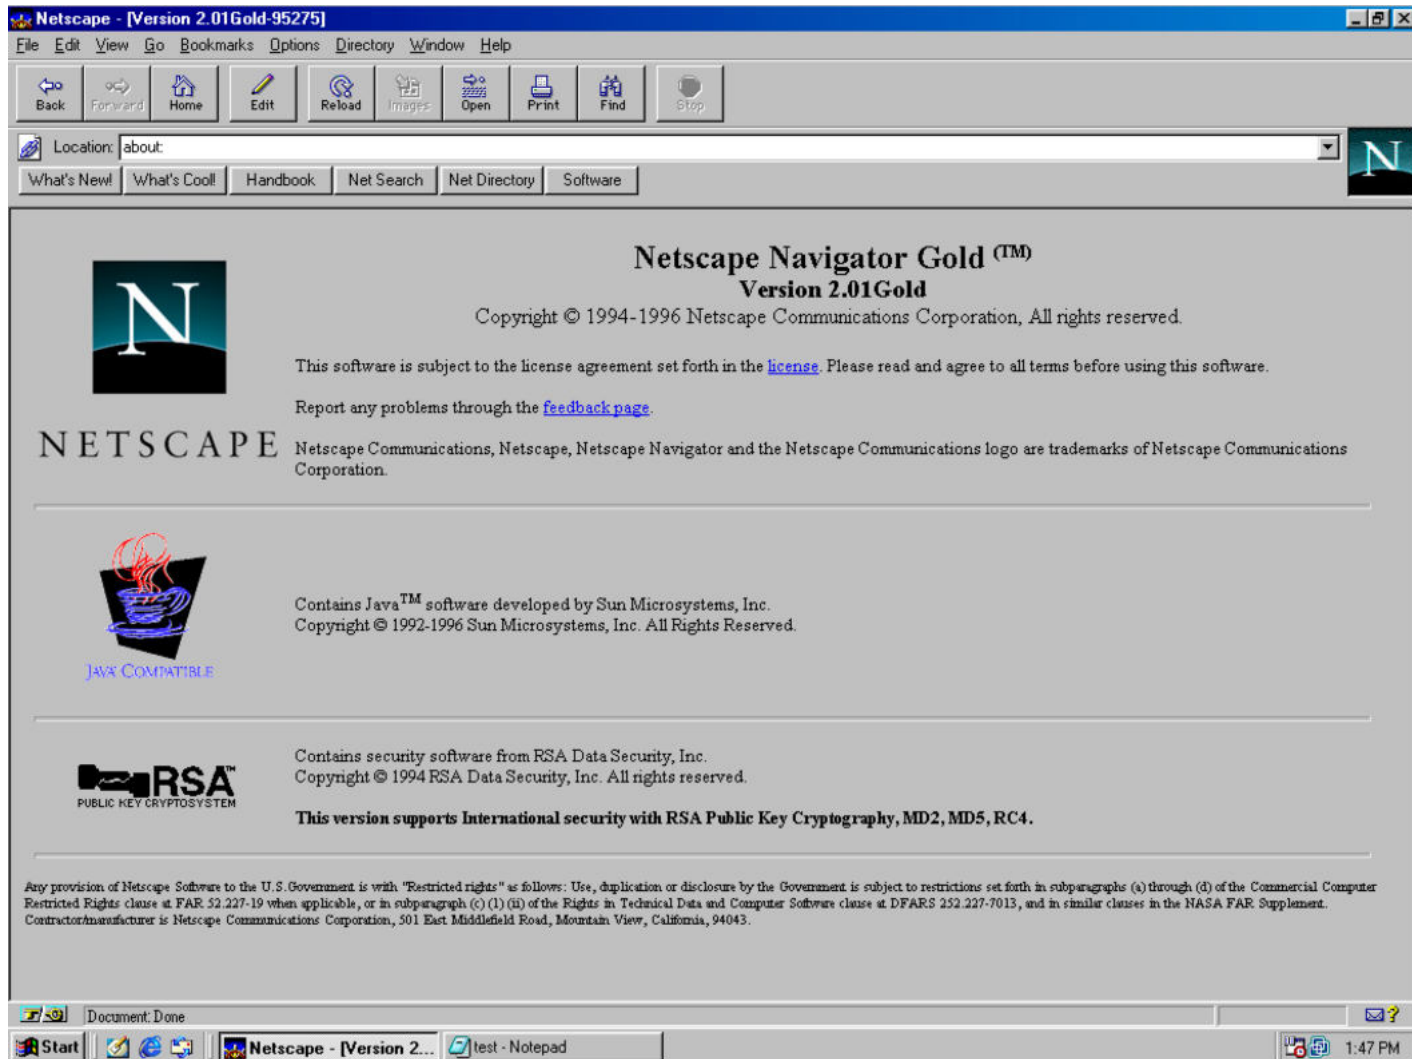 Netscape - [Version 2.01Gold-95275]
File Edit View Go Bookmarks Options Directory Window Help
Back Forward Home Edit Reload Images Open Print Find Stop
Location: about:
N
What's New! What's Cool! Handbook Net Search Net Directory Software
Netscape Navigator Gold (TM)
Version 2.01Gold
Copyright © 1994-1996 Netscape Communications Corporation, All rights reserved.
N
NETSCAPE
This software is subject to the license agreement set forth in the license. Please read and agree to all terms before using this software.
Report any problems through the feedback page.
Netscape Communications, Netscape, Netscape Navigator and the Netscape Communications logo are trademarks of Netscape Communications
Corporation.
JAVA COMPATIBLE
Contains Java™ software developed by Sun Microsystems, Inc.
Copyright © 1992-1996 Sun Microsystems, Inc. All Rights Reserved.
RSA™
PUBLIC KEY CRYPTOSYSTEM
Contains security software from RSA Data Security, Inc.
Copyright © 1994 RSA Data Security, Inc. All rights reserved.
This version supports International security with RSA Public Key Cryptography, MD2, MD5, RC4.
Any provision of Netscape Software to the U.S.Government is with "Restricted rights" as follows: Use, duplication or disclosure by the Government is subject to restrictions set forth in subparagraphs (a) through (d) of the Commercial Computer
Restricted Rights clause at FAR 52.227-19 when applicable, or in subparagraph (c) (1) (ii) of the Rights in Technical Data and Computer Software clause at DFARS 252.227-7013, and in similar clauses in the NASA FAR Supplement.
Contractor/manufacturer is Netscape Communications Corporation, 501 East Middlefield Road, Mountain View, California, 94043.
Document: Done
Start Netscape - [Version 2... test - Notepad 1:47 PM